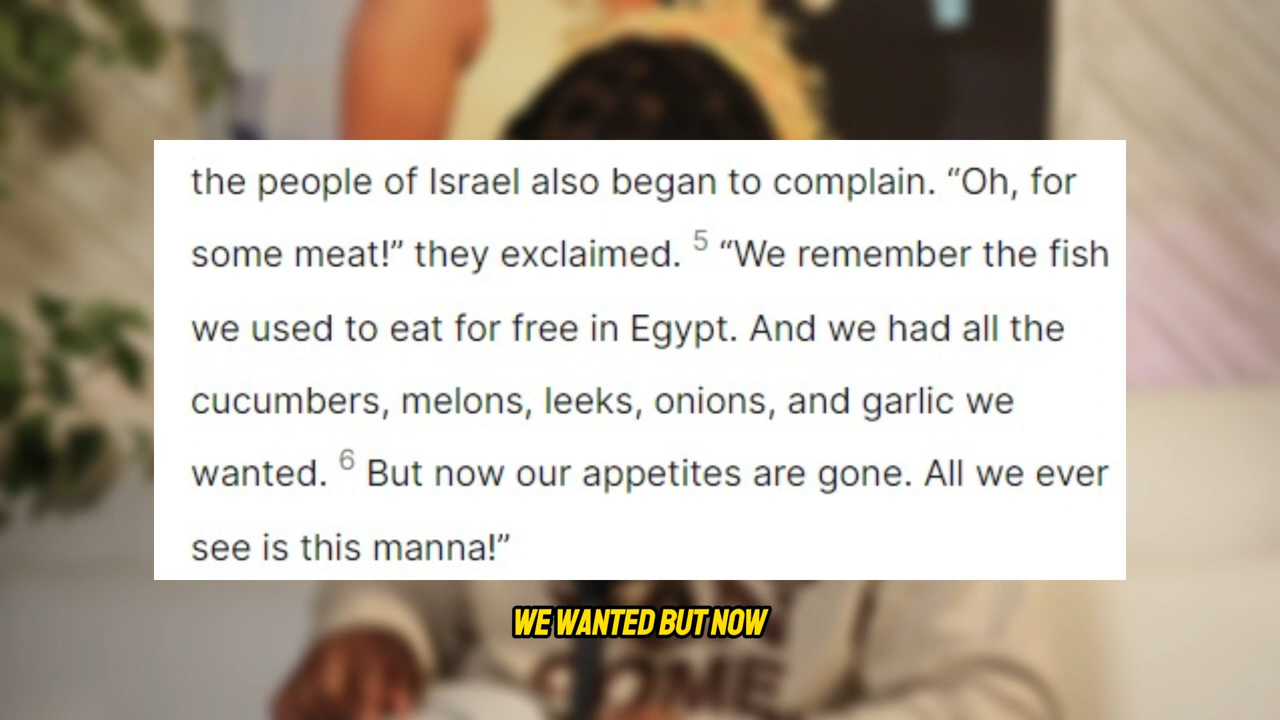 the people of Israel also began to complain. “Oh, for
some meat!” they exclaimed. 5 “We remember the fish
we used to eat for free in Egypt. And we had all the
cucumbers, melons, leeks, onions, and garlic we
wanted. 6 But now our appetites are gone. All we ever
see is this manna!”
WE WANTED BUT NOW
OME